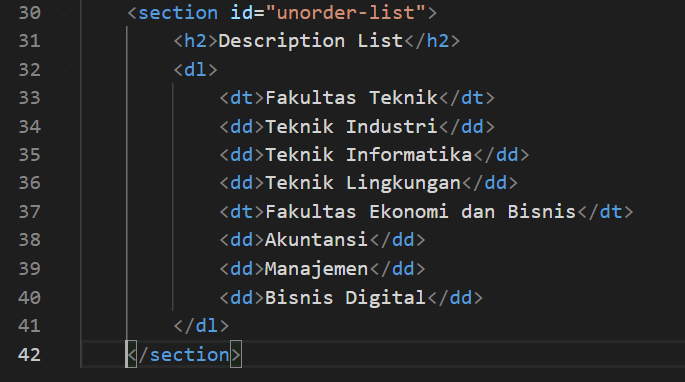 30 <section id="unorder-list">
31 <h2>Description List</h2>
32 <dl>
33 <dt>Fakultas Teknik</dt>
34 <dd>Teknik Industri</dd>
35 <dd>Teknik Informatika</dd>
36 <dd>Teknik Lingkungan</dd>
37 <dt>Fakultas Ekonomi dan Bisnis</dt>
38 <dd>Akuntansi</dd>
39 <dd>Manajemen</dd>
40 <dd>Bisnis Digital</dd>
41 </dl>
42 </section>